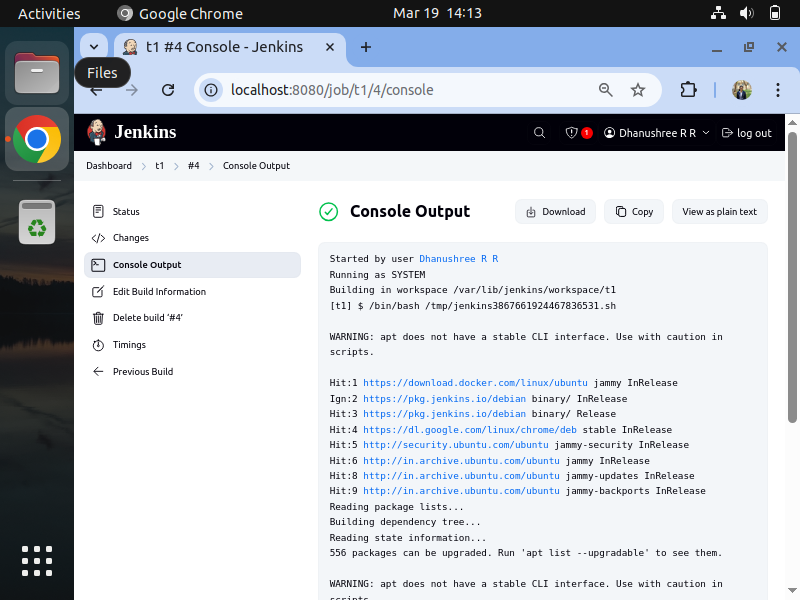 Activities Google Chrome Mar 19 14:13
t1 #4 Console - Jenkins
Files
localhost:8080/job/t1/4/console
Jenkins 1 Dhanushree R R log out
Dashboard t1 #4 Console Output
Status
Changes
Console Output
Edit Build Information
Delete build '#4'
Timings
Previous Build
Console Output Download Copy View as plain text
Started by user Dhanushree R R
Running as SYSTEM
Building in workspace /var/lib/jenkins/workspace/t1
[t1] $ /bin/bash /tmp/jenkins3867661924467836531.sh
WARNING: apt does not have a stable CLI interface. Use with caution in
scripts.
Hit:1 https://download.docker.com/linux/ubuntu jammy InRelease
Ign:2 https://pkg.jenkins.io/debian binary/ InRelease
Hit:3 https://pkg.jenkins.io/debian binary/ Release
Hit:4 https://dl.google.com/linux/chrome/deb stable InRelease
Hit:5 http://security.ubuntu.com/ubuntu jammy-security InRelease
Hit:6 http://in.archive.ubuntu.com/ubuntu jammy InRelease
Hit:8 http://in.archive.ubuntu.com/ubuntu jammy-updates InRelease
Hit:9 http://in.archive.ubuntu.com/ubuntu jammy-backports InRelease
Reading package lists...
Building dependency tree...
Reading state information...
556 packages can be upgraded. Run 'apt list --upgradable' to see them.
WARNING: apt does not have a stable CLI interface. Use with caution in
scripts.